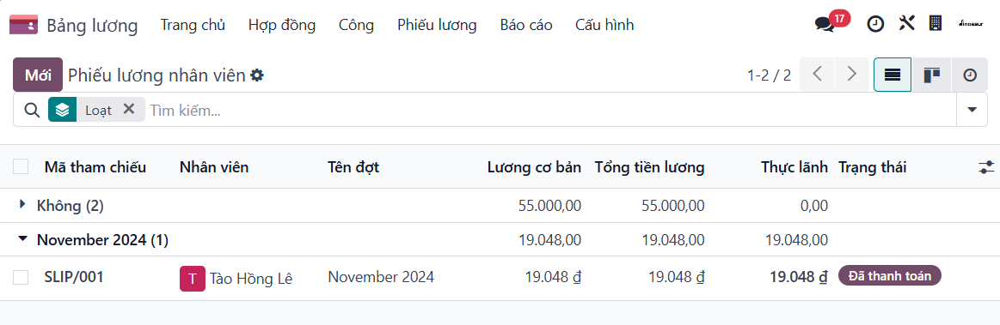 Bảng lương Trang chủ Hợp đồng Công Phiếu lương Báo cáo Cấu hình 17 dinosaur
Mới Phiếu lương nhân viên 1-2 / 2
Loạt Tìm kiếm...
Mã tham chiếu Nhân viên Tên đợt Lương cơ bản Tổng tiền lương Thực lãnh Trạng thái
Không (2) 55.000,00 55.000,00 0,00
November 2024 (1) 19.048,00 19.048,00 19.048,00
SLIP/001 T Tào Hồng Lê November 2024 19.048 ₫ 19.048 ₫ 19.048 ₫ Đã thanh toán